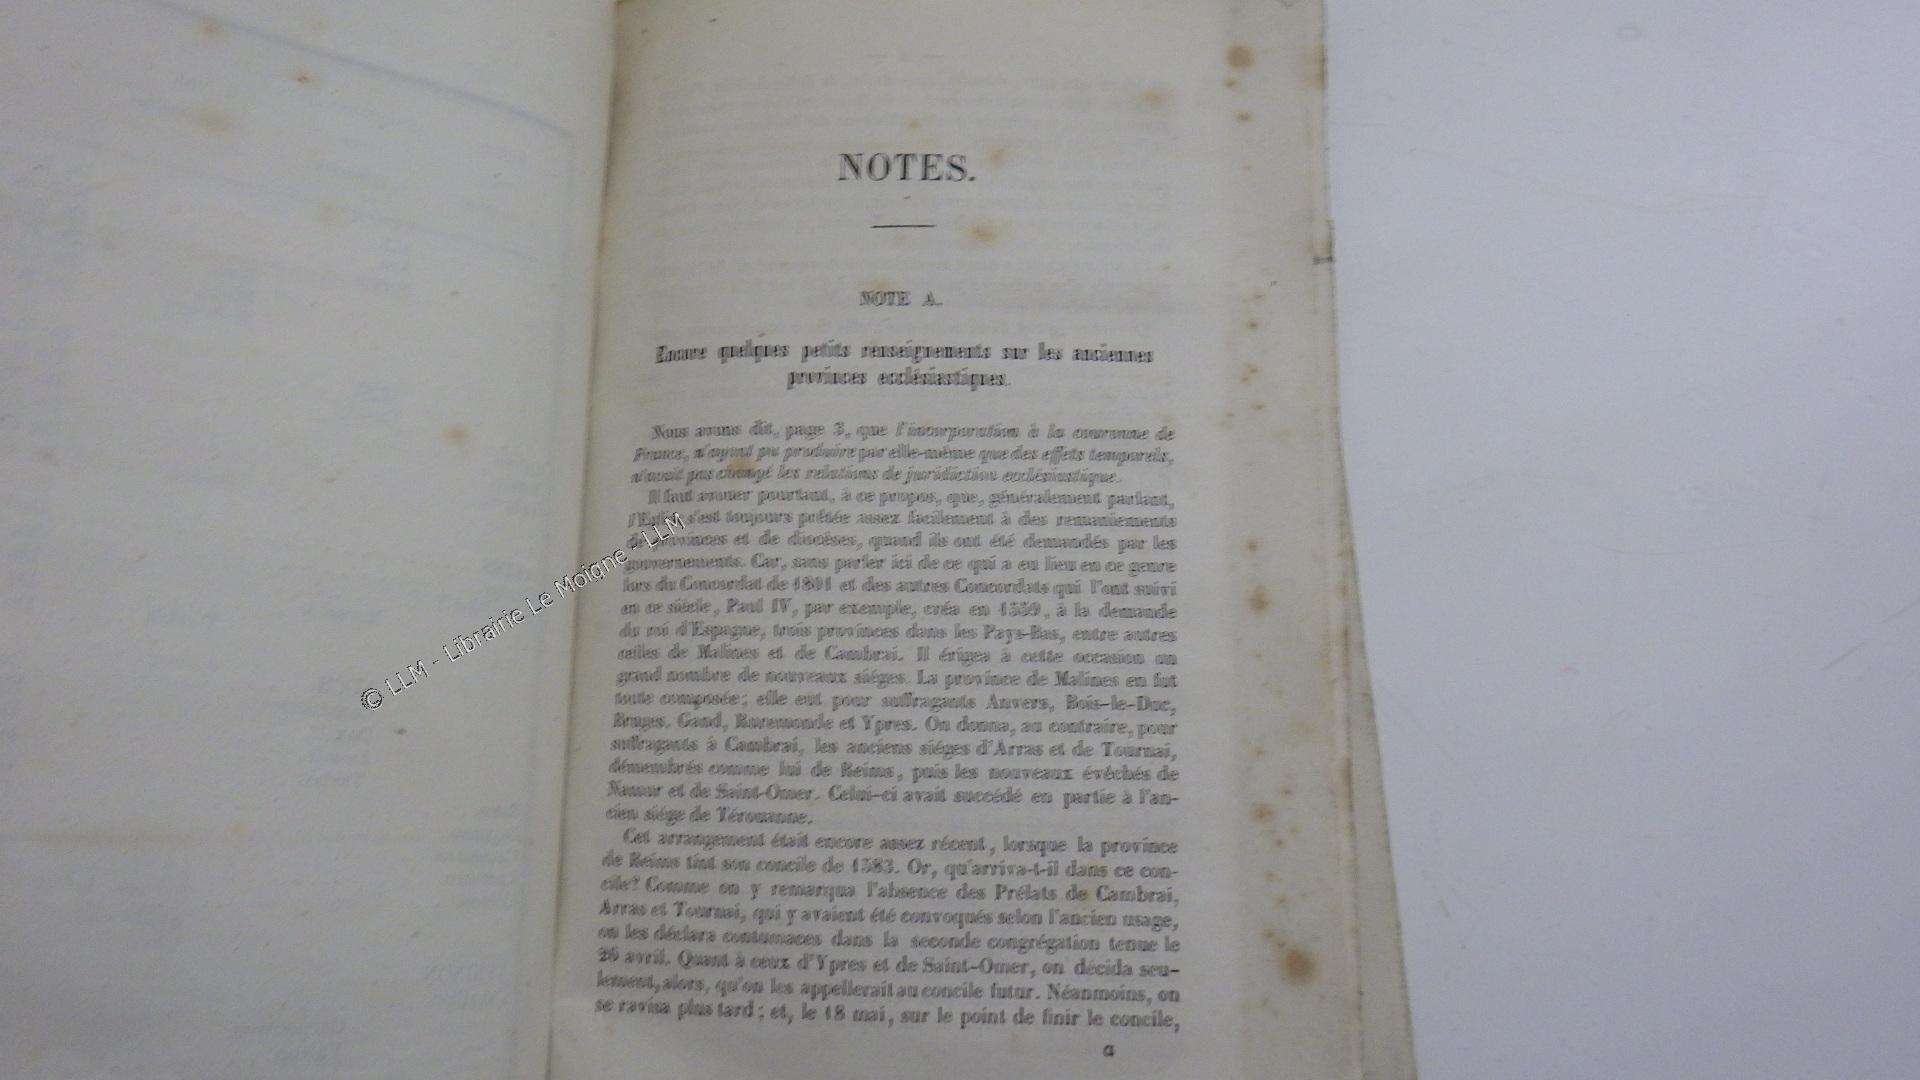 NOTES.
NOTE A.
Encore quelques petits renseignements sur les anciennes
provinces ecclésiastiques.
Nous avons dit, page 3, que l'incorporation à la couronne de
France, n'ayant pu produire par elle-même que des effets temporels,
n'avait pas changé les relations de juridiction ecclésiastique.
Il faut avouer pourtant, à ce propos, que, généralement parlant,
l'Eglise s'est toujours prêtée assez facilement à des remaniements
de provinces et de diocèses, quand ils ont été demandés par les
gouvernements. Car, sans parler ici de ce qui a eu lieu en ce genre
lors du Concordat de 1801 et des autres Concordats qui l'ont suivi
en ce siècle, Paul IV, par exemple, créa en 1559, à la demande
du roi d'Espagne, trois provinces dans les Pays-Bas, entre autres
celles de Malines et de Cambrai. Il érigea à cette occasion un
grand nombre de nouveaux siéges. La province de Malines en fut
toute composée; elle eut pour suffragants Anvers, Bois-le-Duc,
Bruges, Gand, Ruremonde et Ypres. On donna, au contraire, pour
suffragants à Cambrai, les anciens siéges d'Arras et de Tournai,
démembrés comme lui de Reims, puis les nouveaux évêchés de
Namur et de Saint-Omer. Celui-ci avait succédé en partie à l'an-
cien siége de Térouanne.
Cet arrangement était encore assez récent, lorsque la province
de Reims tint son concile de 1583. Or, qu'arriva-t-il dans ce con-
cile? Comme on y remarqua l'absence des Prélats de Cambrai,
Arras et Tournai, qui y avaient été convoqués selon l'ancien usage,
on les déclara contumaces dans la seconde congrégation tenue le
20 avril. Quant à ceux d'Ypres et de Saint-Omer, on décida seu-
lement, alors, qu'on les appellerait au concile futur. Néanmoins, on
se ravisa plus tard; et, le 18 mai, sur le point de finir le concile,
a
© LLM - Librairie Le Moigne - LLM